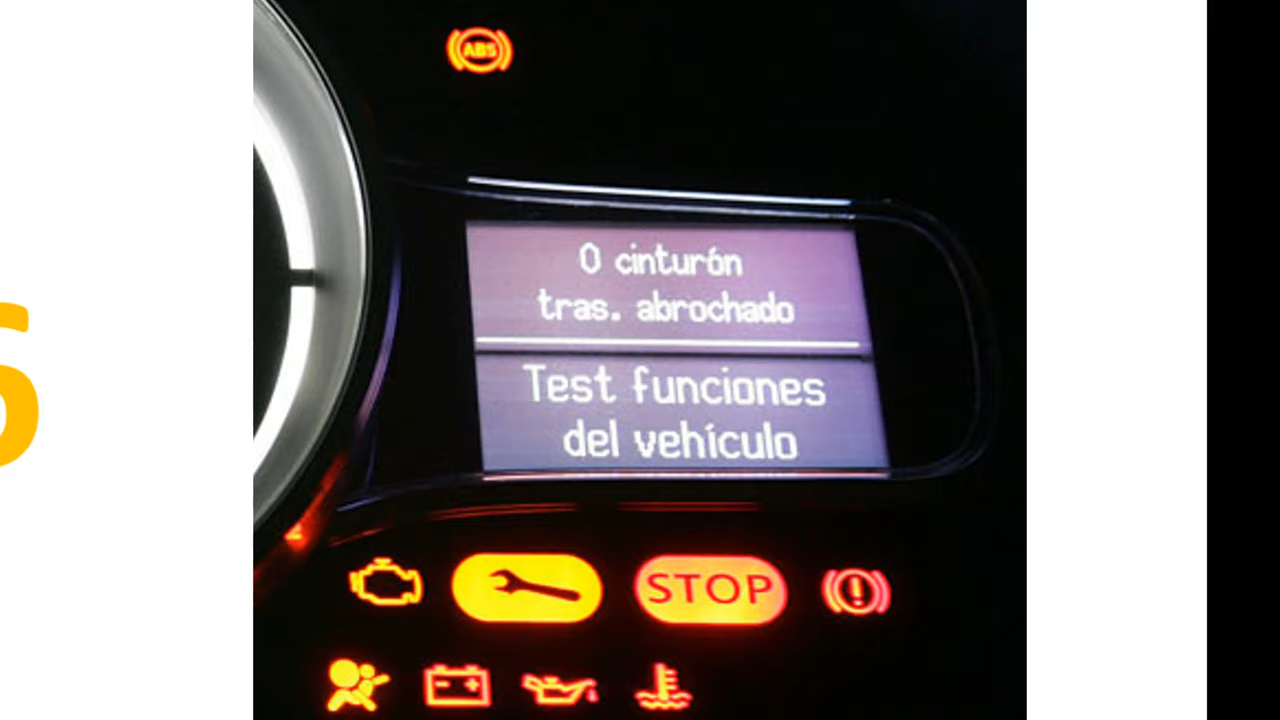 ABS
0 cinturón
tras. abrochado
Test funciones
del vehículo
STOP